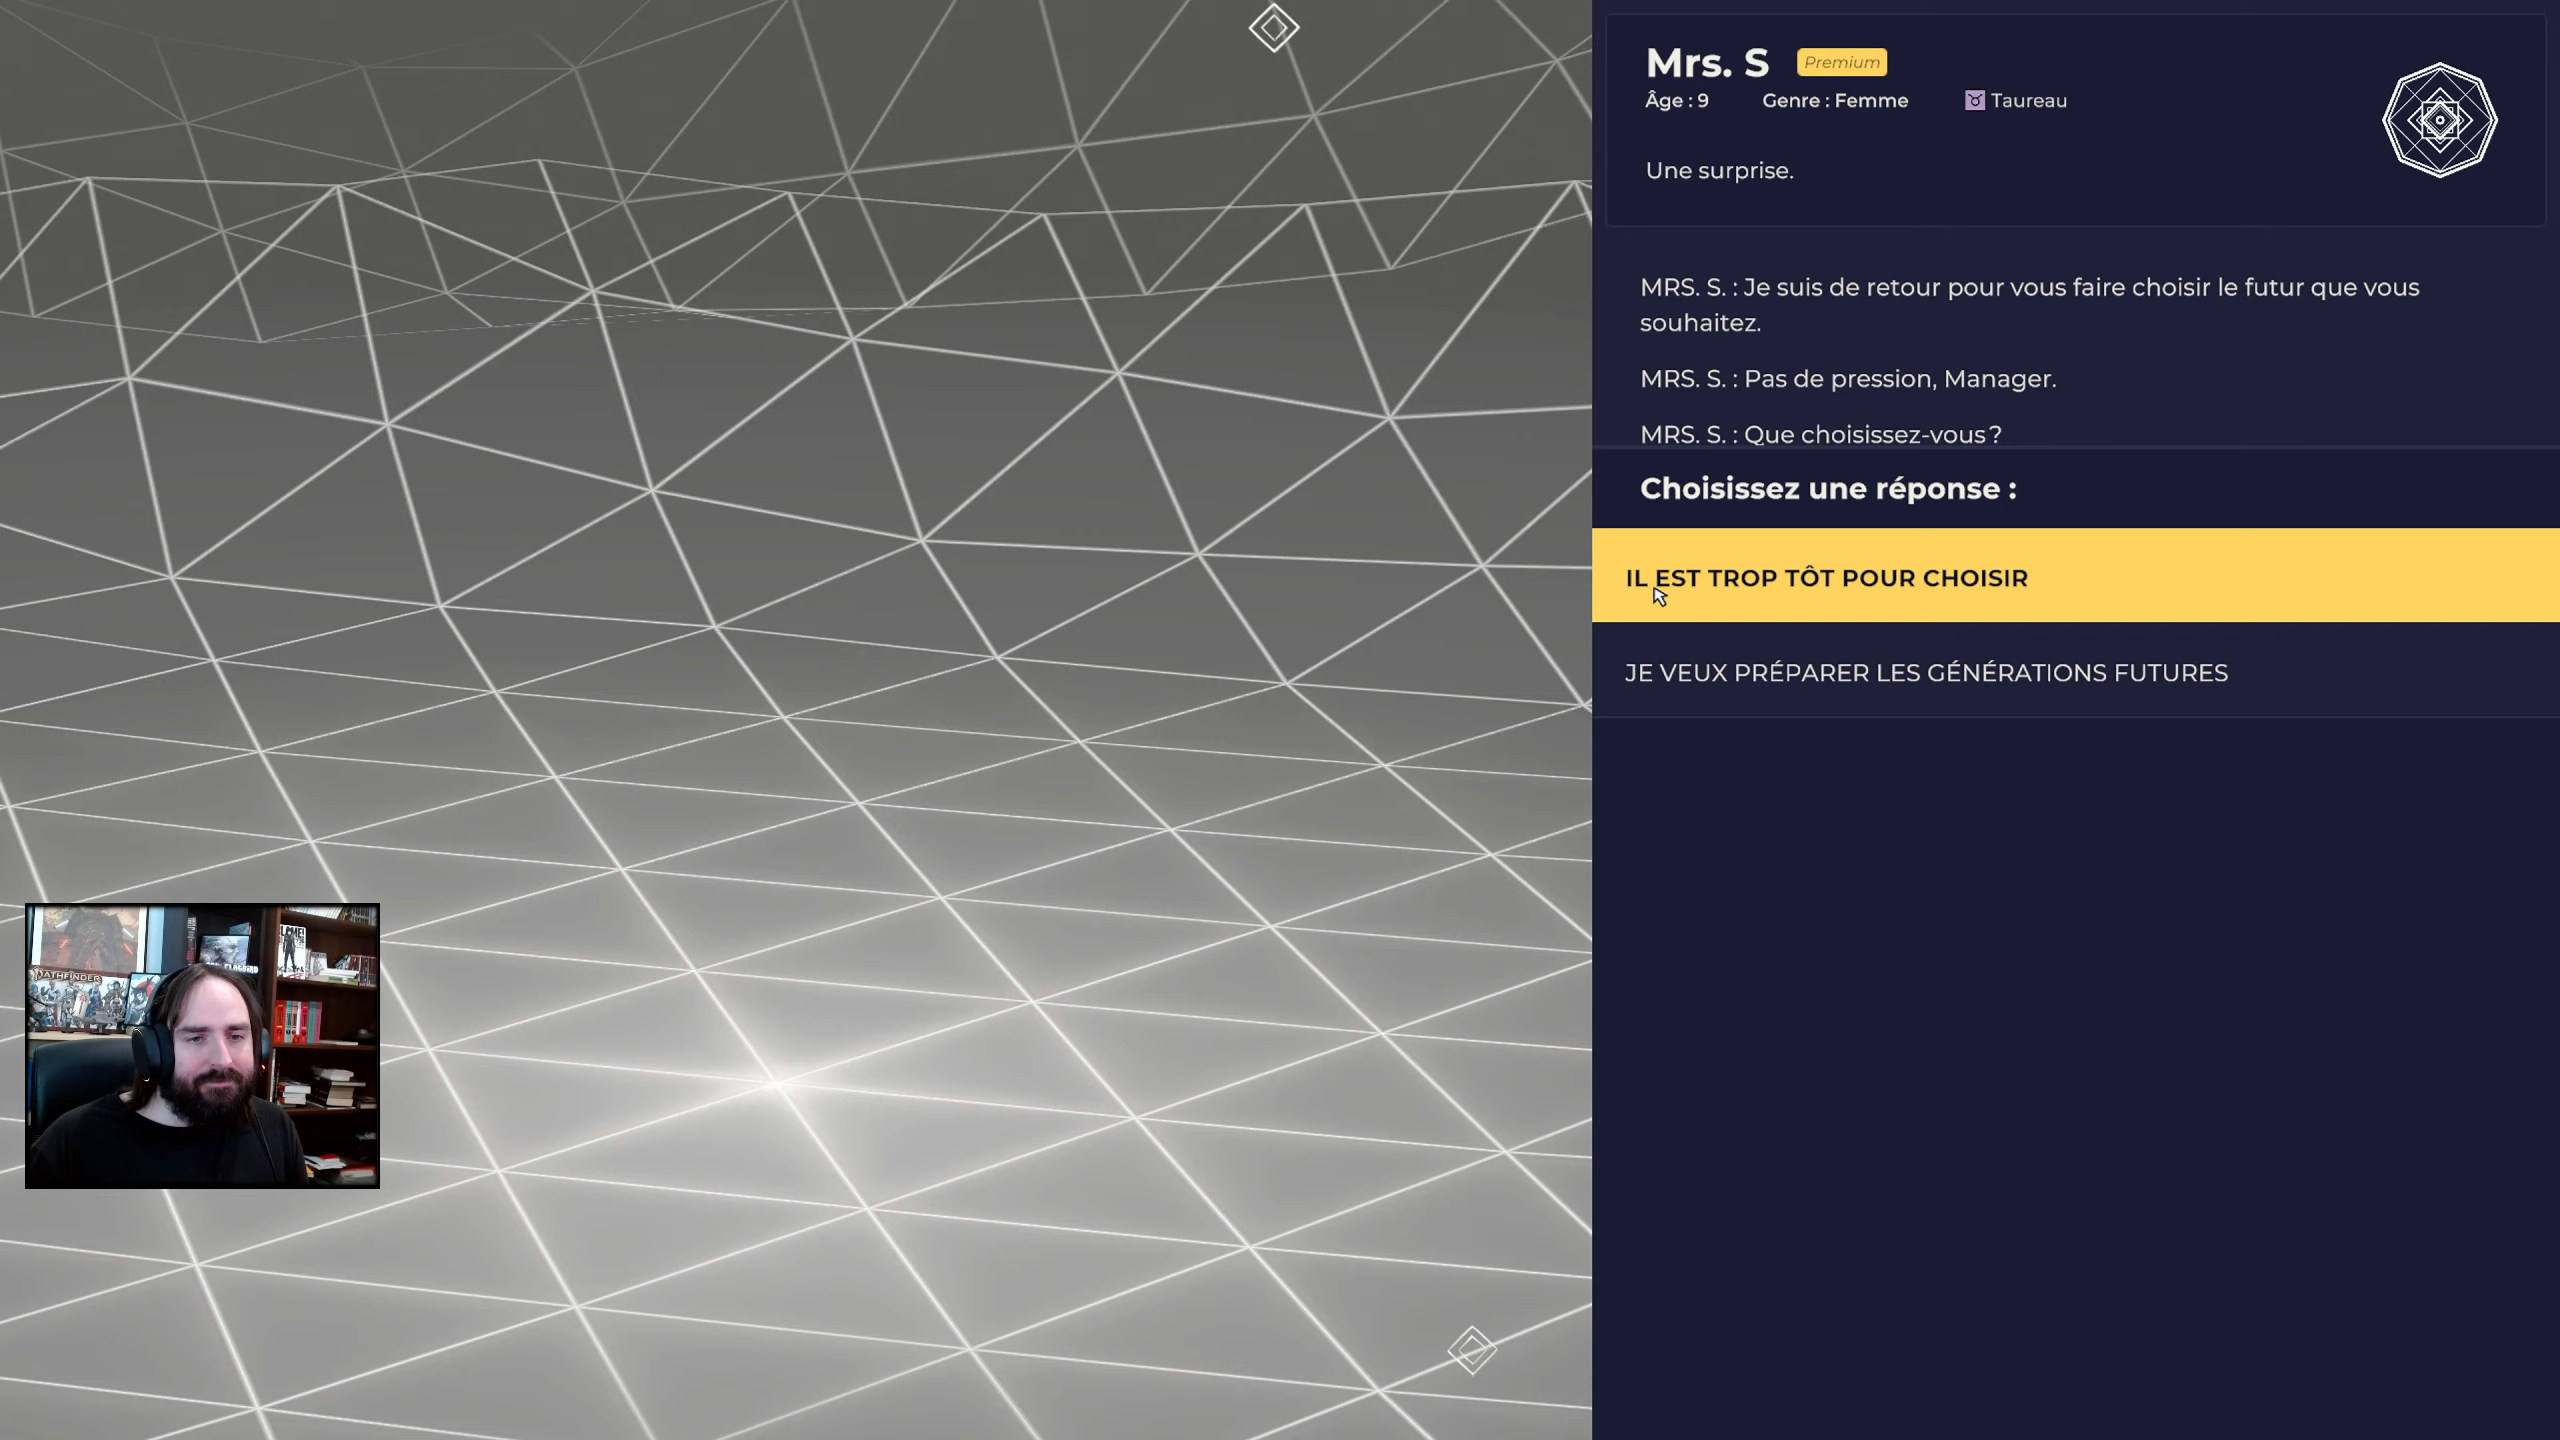 Mrs. S Premium
Âge : 9 Genre : Femme Taureau
Une surprise.
MRS. S. : Je suis de retour pour vous faire choisir le futur que vous
souhaitez.
MRS. S. : Pas de pression, Manager.
MRS. S. : Que choisissez-vous ?
Choisissez une réponse :
IL EST TROP TÔT POUR CHOISIR
JE VEUX PRÉPARER LES GÉNÉRATIONS FUTURES
PATHFINDER